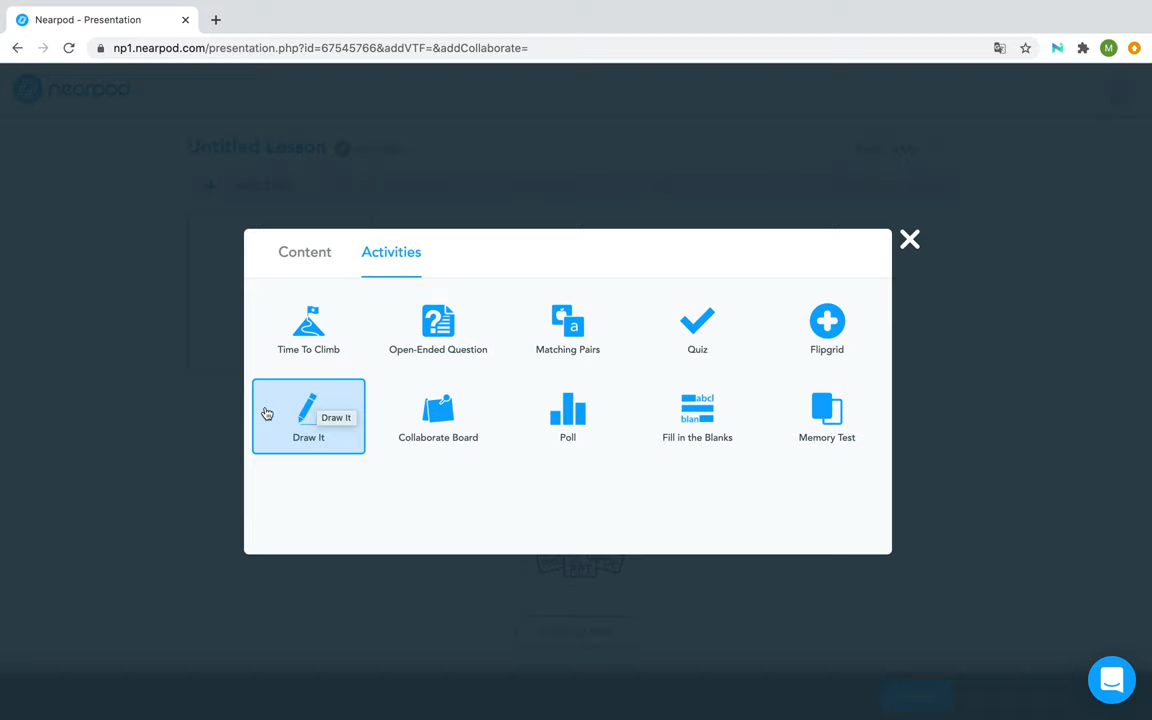 Nearpod - Presentation
np1.nearpod.com/presentation.php?id=67545766&addVTF=&addCollaborate=
M
nearpod
Untitled Lesson
Content Activities
Time To Climb Open-Ended Question Matching Pairs Quiz Flipgrid
Draw It
Draw It Collaborate Board Poll Fill in the Blanks Memory Test